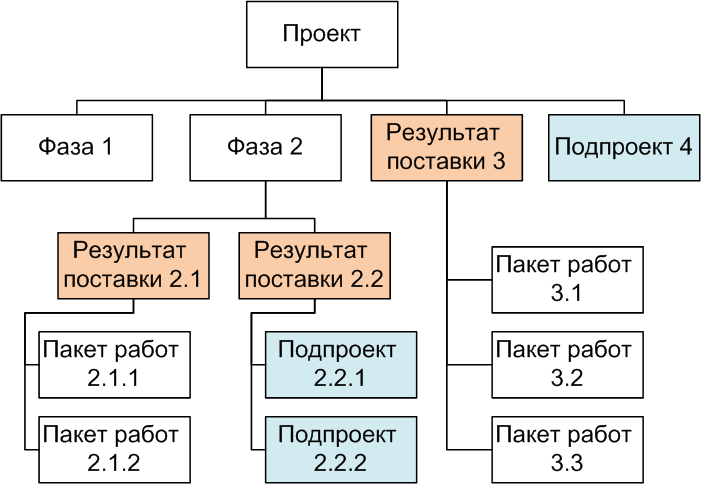 Проект
Фаза 1
Фаза 2
Результат
поставки 3
Подпроект 4
Результат
поставки 2.1
Результат
поставки 2.2
Пакет работ
3.1
Пакет работ
2.1.1
Подпроект
2.2.1
Пакет работ
3.2
Пакет работ
2.1.2
Подпроект
2.2.2
Пакет работ
3.3